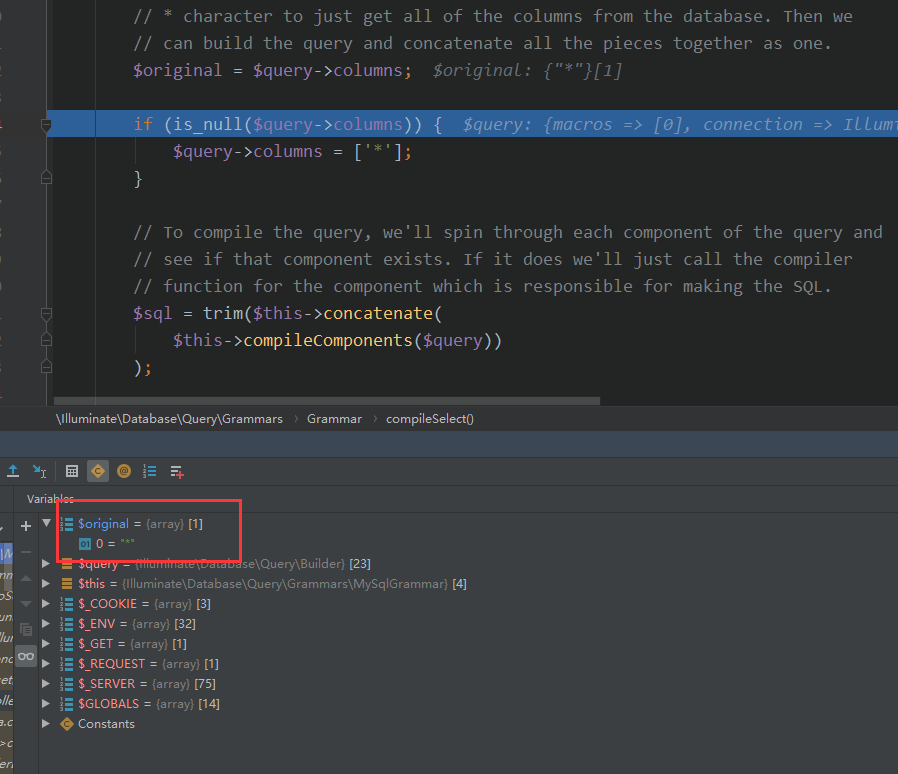 // * character to just get all of the columns from the database. Then we
// can build the query and concatenate all the pieces together as one.
$original = $query->columns;  $original: {"*"}[1]
if (is_null($query->columns)) {  $query: {macros => [0], connection =>
$query->columns = ['*'];
}
// To compile the query, we'll spin through each component of the query and
// see if that component exists. If it does we'll just call the compiler
// function for the component which is responsible for making the SQL.
$sql = trim($this->concatenate(
$this->compileComponents($query))
);
\Illuminate\Database\Query\Grammars > Grammar > compileSelect()
Variables
$original = {array} [1]
0 = "*"
$query = {Illuminate\Database\Query\Builder} [23]
$this = {Illuminate\Database\Query\Grammars\MySqlGrammar} [4]
$_COOKIE = {array} [3]
$_ENV = {array} [32]
$_GET = {array} [1]
$_REQUEST = {array} [1]
$_SERVER = {array} [75]
$GLOBALS = {array} [14]
Constants